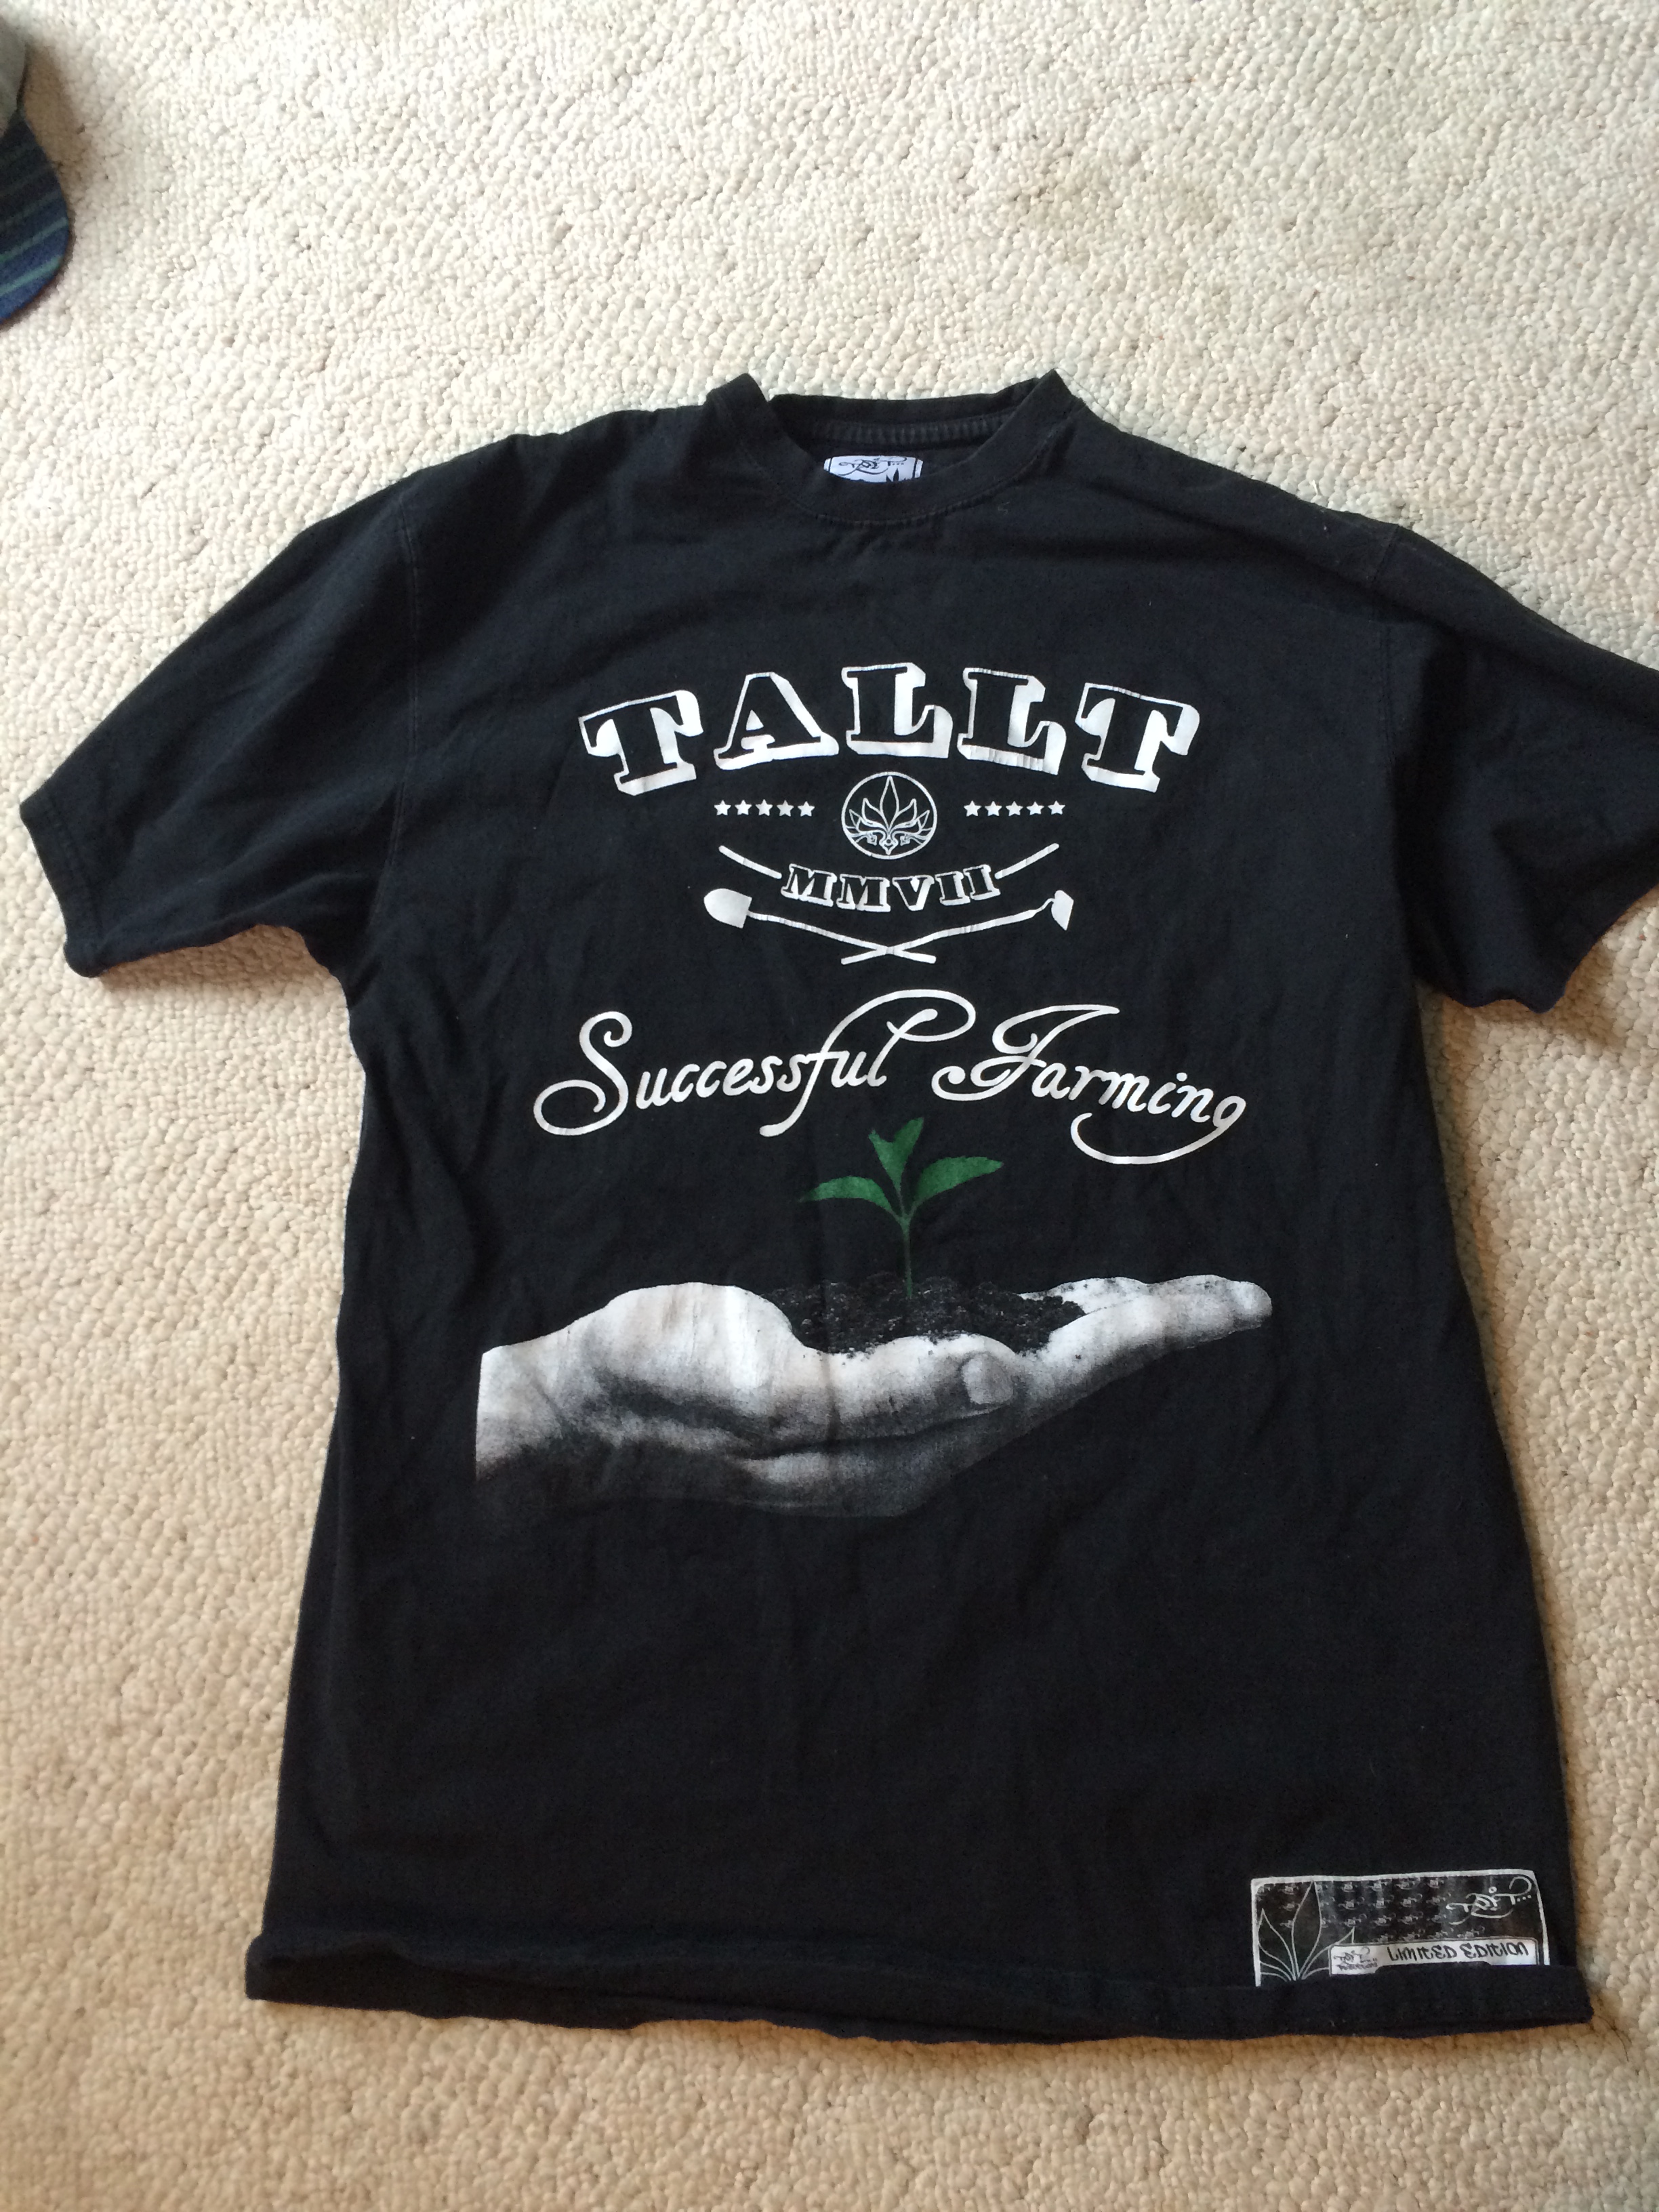 TALLT
MMVII
Successful Farming
LIMITED EDITION